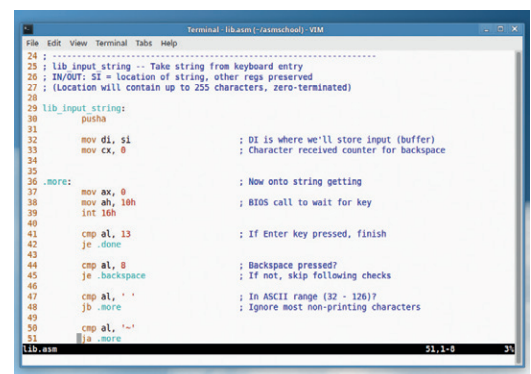 Terminal - lib.asm (~/asmschool) - VIM
File Edit View Terminal Tabs Help
24 ; ------------------------------------------------------------------
25 ; lib_input_string -- Take string from keyboard entry
26 ; IN/OUT: SI = location of string, other regs preserved
27 ; (Location will contain up to 255 characters, zero-terminated)
28
29 lib_input_string:
30 pusha
31
32 mov di, si ; DI is where we'll store input (buffer)
33 mov cx, 0 ; Character received counter for backspace
34
35
36 .more: ; Now onto string getting
37 mov ax, 0
38 mov ah, 10h ; BIOS call to wait for key
39 int 16h
40
41 cmp al, 13 ; If Enter key pressed, finish
42 je .done
43
44 cmp al, 8 ; Backspace pressed?
45 je .backspace ; If not, skip following checks
46
47 cmp al, ' ' ; In ASCII range (32 - 126)?
48 jb .more ; Ignore most non-printing characters
49
50 cmp al, '~'
51 ja .more
lib.asm 51,1-8 3%